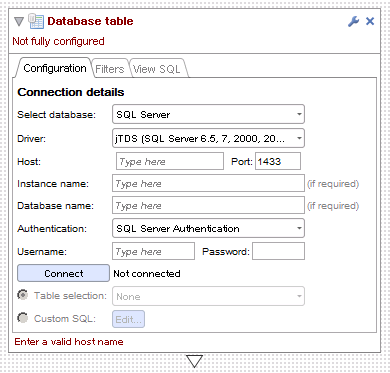 Database table
Not fully configured
Configuration Filters View SQL
Connection details
Select database: SQL Server
Driver: jTDS (SQL Server 6.5, 7, 2000, 20...
Host: Type here Port: 1433
Instance name: Type here (if required)
Database name: Type here (if required)
Authentication: SQL Server Authentication
Username: Type here Password:
Connect Not connected
Table selection: None
Custom SQL: Edit...
Enter a valid host name